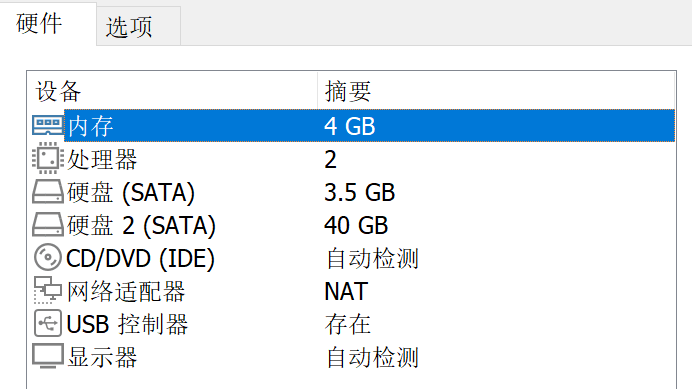 硬件 选项
设备 摘要
内存 4 GB
处理器 2
硬盘 (SATA) 3.5 GB
硬盘 2 (SATA) 40 GB
CD/DVD (IDE) 自动检测
网络适配器 NAT
USB 控制器 存在
显示器 自动检测